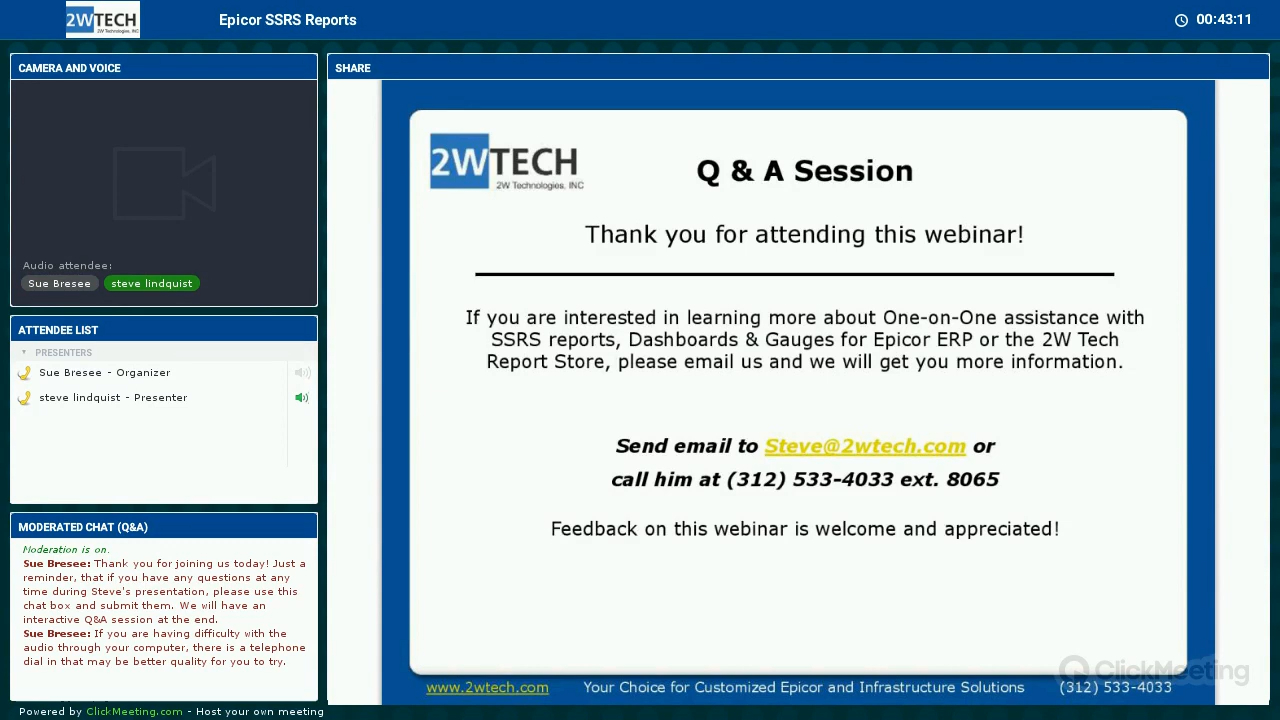 2WTECH
2W Technologies, INC
Epicor SSRS Reports
00:43:11
CAMERA AND VOICE
Audio attendee:
Sue Bresee
steve lindquist
ATTENDEE LIST
PRESENTERS
Sue Bresee - Organizer
steve lindquist - Presenter
MODERATED CHAT (Q&A)
Moderation is on.
Sue Bresee: Thank you for joining us today! Just a
reminder, that if you have any questions at any
time during Steve's presentation, please use this
chat box and submit them. We will have an
interactive Q&A session at the end.
Sue Bresee: If you are having difficulty with the
audio through your computer, there is a telephone
dial in that may be better quality for you to try.
Powered by ClickMeeting.com - Host your own meeting
SHARE
2WTECH
2W Technologies, INC
Q & A Session
Thank you for attending this webinar!
If you are interested in learning more about One-on-One assistance with
SSRS reports, Dashboards & Gauges for Epicor ERP or the 2W Tech
Report Store, please email us and we will get you more information.
Send email to Steve@2wtech.com or
call him at (312) 533-4033 ext. 8065
Feedback on this webinar is welcome and appreciated!
ClickMeeting
www.2wtech.com Your Choice for Customized Epicor and Infrastructure Solutions (312) 533-4033